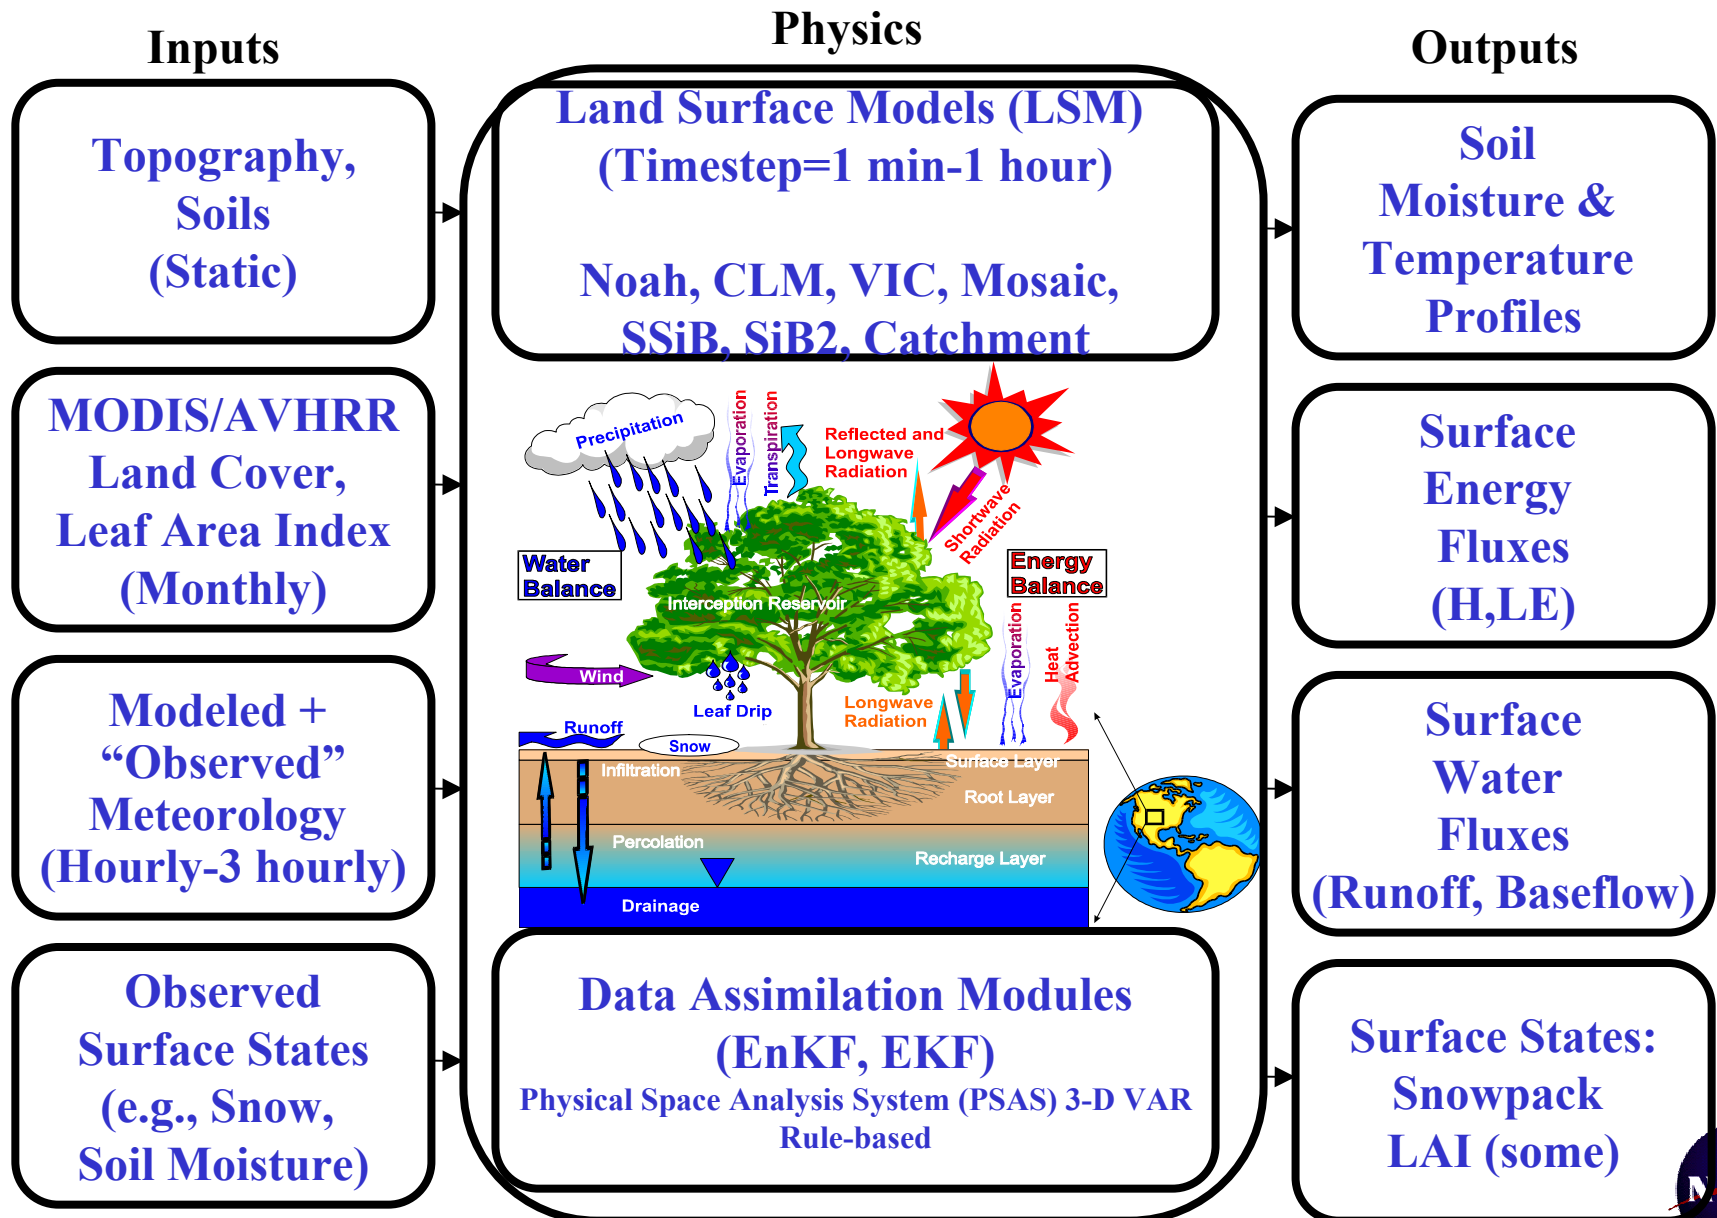 Inputs
Physics
Outputs
Topography,
Soils
(Static)
MODIS/AVHRR
Land Cover,
Leaf Area Index
(Monthly)
Modeled +
“Observed”
Meteorology
(Hourly-3 hourly)
Observed
Surface States
(e.g., Snow,
Soil Moisture)
Land Surface Models (LSM)
(Timestep=1 min-1 hour)
Noah, CLM, VIC, Mosaic,
SSiB, SiB2, Catchment
Precipitation
Evaporation
Transpiration
Reflected and
Longwave
Radiation
Shortwave
Radiation
Water
Balance
Energy
Balance
Interception Reservoir
Wind
Leaf Drip
Longwave
Radiation
Evaporation
Heat
Advection
Runoff
Snow
Surface Layer
Infiltration
Root Layer
Percolation
Recharge Layer
Drainage
Data Assimilation Modules
(EnKF, EKF)
Physical Space Analysis System (PSAS) 3-D VAR
Rule-based
Soil
Moisture &
Temperature
Profiles
Surface
Energy
Fluxes
(H,LE)
Surface
Water
Fluxes
(Runoff, Baseflow)
Surface States:
Snowpack
LAI (some)